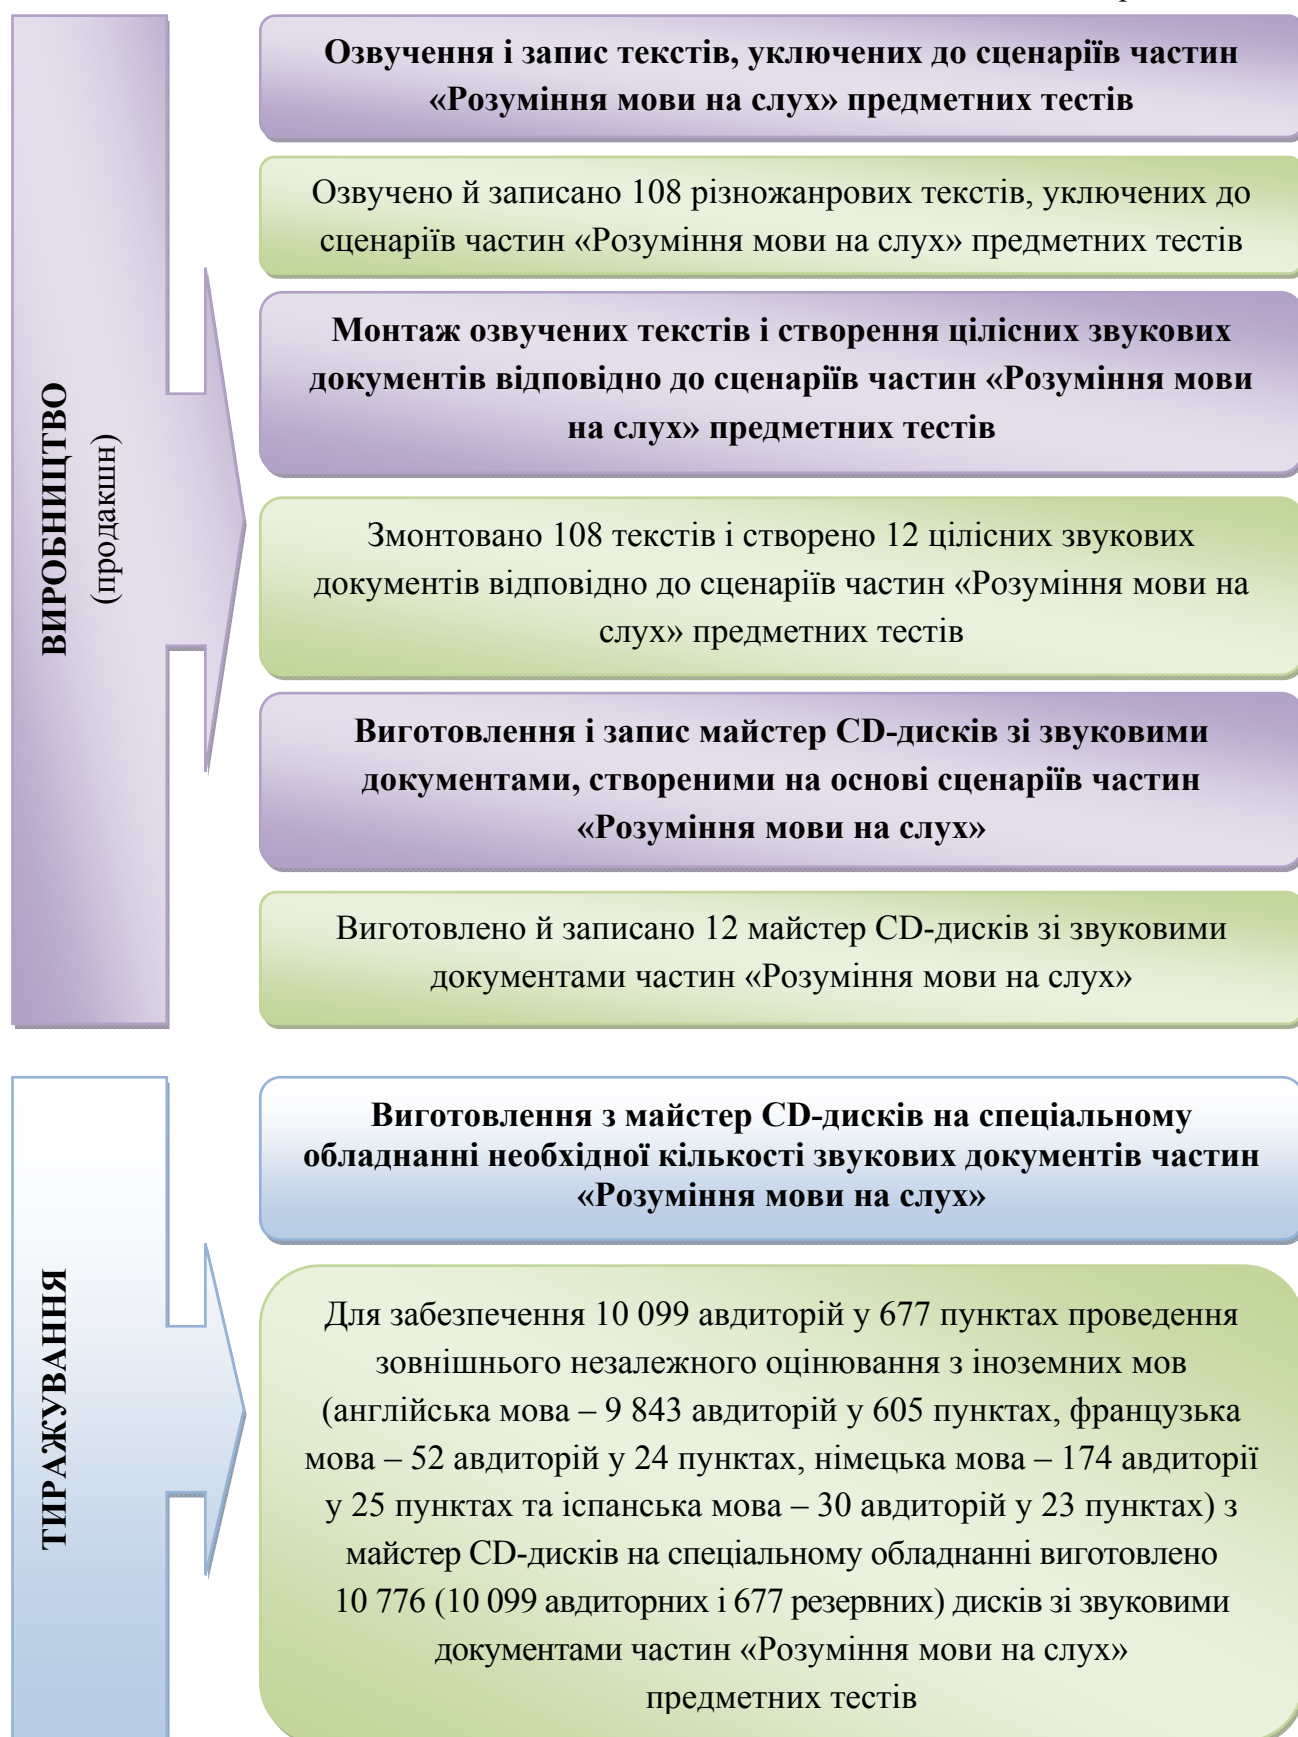 Озвучення і запис текстів, уключених до сценаріїв частин
«Розуміння мови на слух» предметних тестів
Озвучено й записано 108 різножанрових текстів, уключених до
сценаріїв частин «Розуміння мови на слух» предметних тестів
Монтаж озвучених текстів і створення цілісних звукових
документів відповідно до сценаріїв частин «Розуміння мови
на слух» предметних тестів
ВИРОБНИЦТВО
(продакшн)
Змонтовано 108 текстів і створено 12 цілісних звукових
документів відповідно до сценаріїв частин «Розуміння мови на
слух» предметних тестів
Виготовлення і запис майстер CD-дисків зі звуковими
документами, створеними на основі сценаріїв частин
«Розуміння мови на слух»
Виготовлено й записано 12 майстер CD-дисків зі звуковими
документами частин «Розуміння мови на слух»
Виготовлення з майстер CD-дисків на спеціальному
обладнанні необхідної кількості звукових документів частин
«Розуміння мови на слух»
ТИРАЖУВАННЯ
Для забезпечення 10 099 авдиторій у 677 пунктах проведення
зовнішнього незалежного оцінювання з іноземних мов
(англійська мова – 9 843 авдиторій у 605 пунктах, французька
мова – 52 авдиторій у 24 пунктах, німецька мова – 174 авдиторії
у 25 пунктах та іспанська мова – 30 авдиторій у 23 пунктах) з
майстер CD-дисків на спеціальному обладнанні виготовлено
10 776 (10 099 авдиторних і 677 резервних) дисків зі звуковими
документами частин «Розуміння мови на слух»
предметних тестів